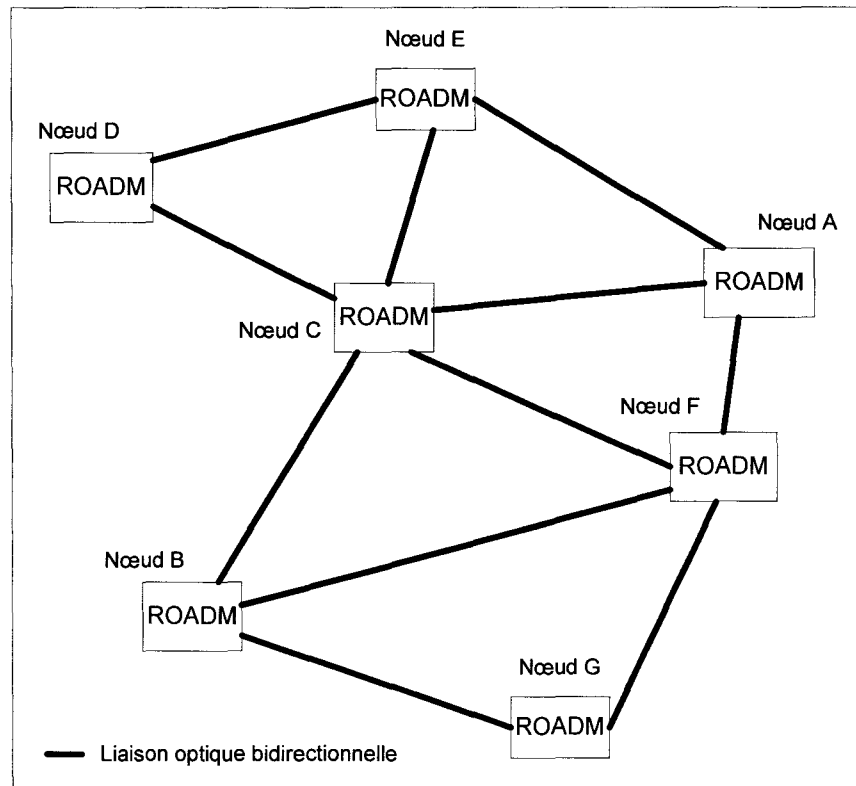 Nœud E
ROADM
Nœud D
ROADM
Nœud A
ROADM
Nœud C
ROADM
Nœud F
ROADM
Nœud B
ROADM
Nœud G
ROADM
Liaison optique bidirectionnelle